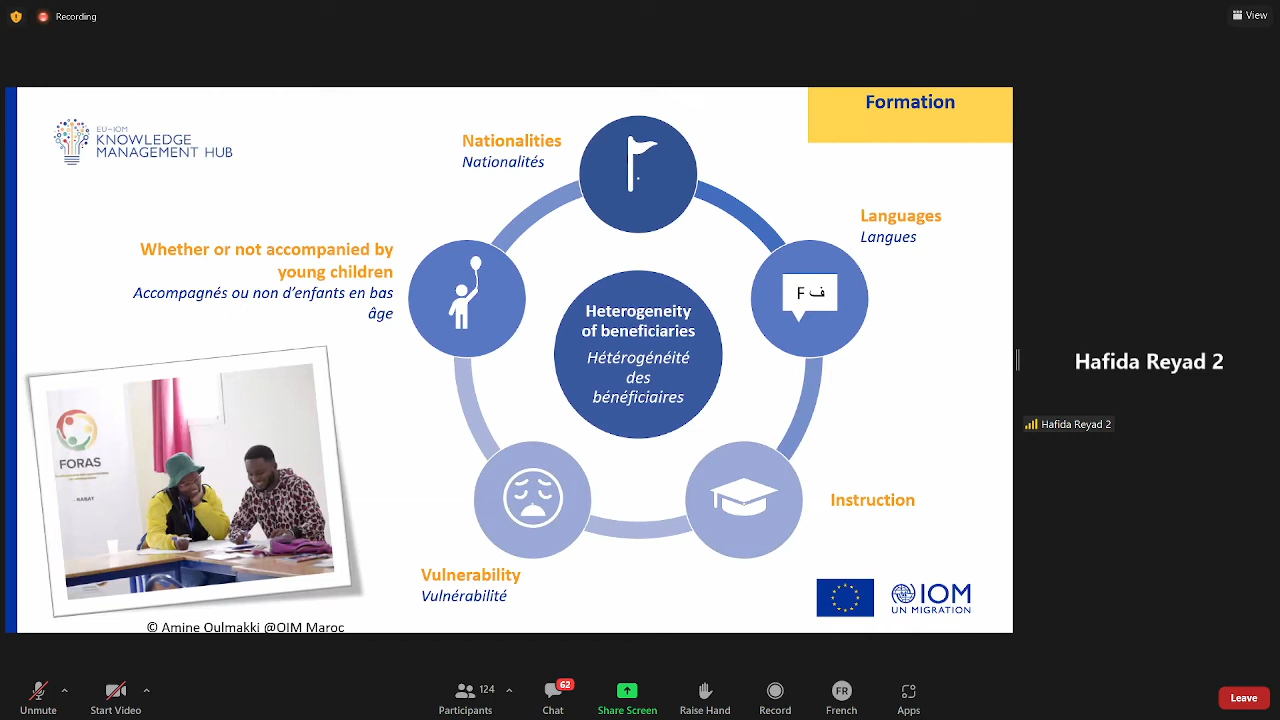 Recording
View
Formation
EU-IOM
KNOWLEDGE
MANAGEMENT HUB
Nationalities
Nationalités
Languages
Langues
F ف
Whether or not accompanied by
young children
Accompagnés ou non d'enfants en bas
âge
Heterogeneity
of beneficiaries
Hétérogénéité
des
bénéficiaires
Instruction
Vulnerability
Vulnérabilité
FORAS
RABAT
© Amine Oulmakki @OIM Maroc
IOM
UN MIGRATION
Hafida Reyad 2
Hafida Reyad 2
Unmute
Start Video
124
Participants
62
Chat
Share Screen
Raise Hand
Record
FR
French
Apps
Leave